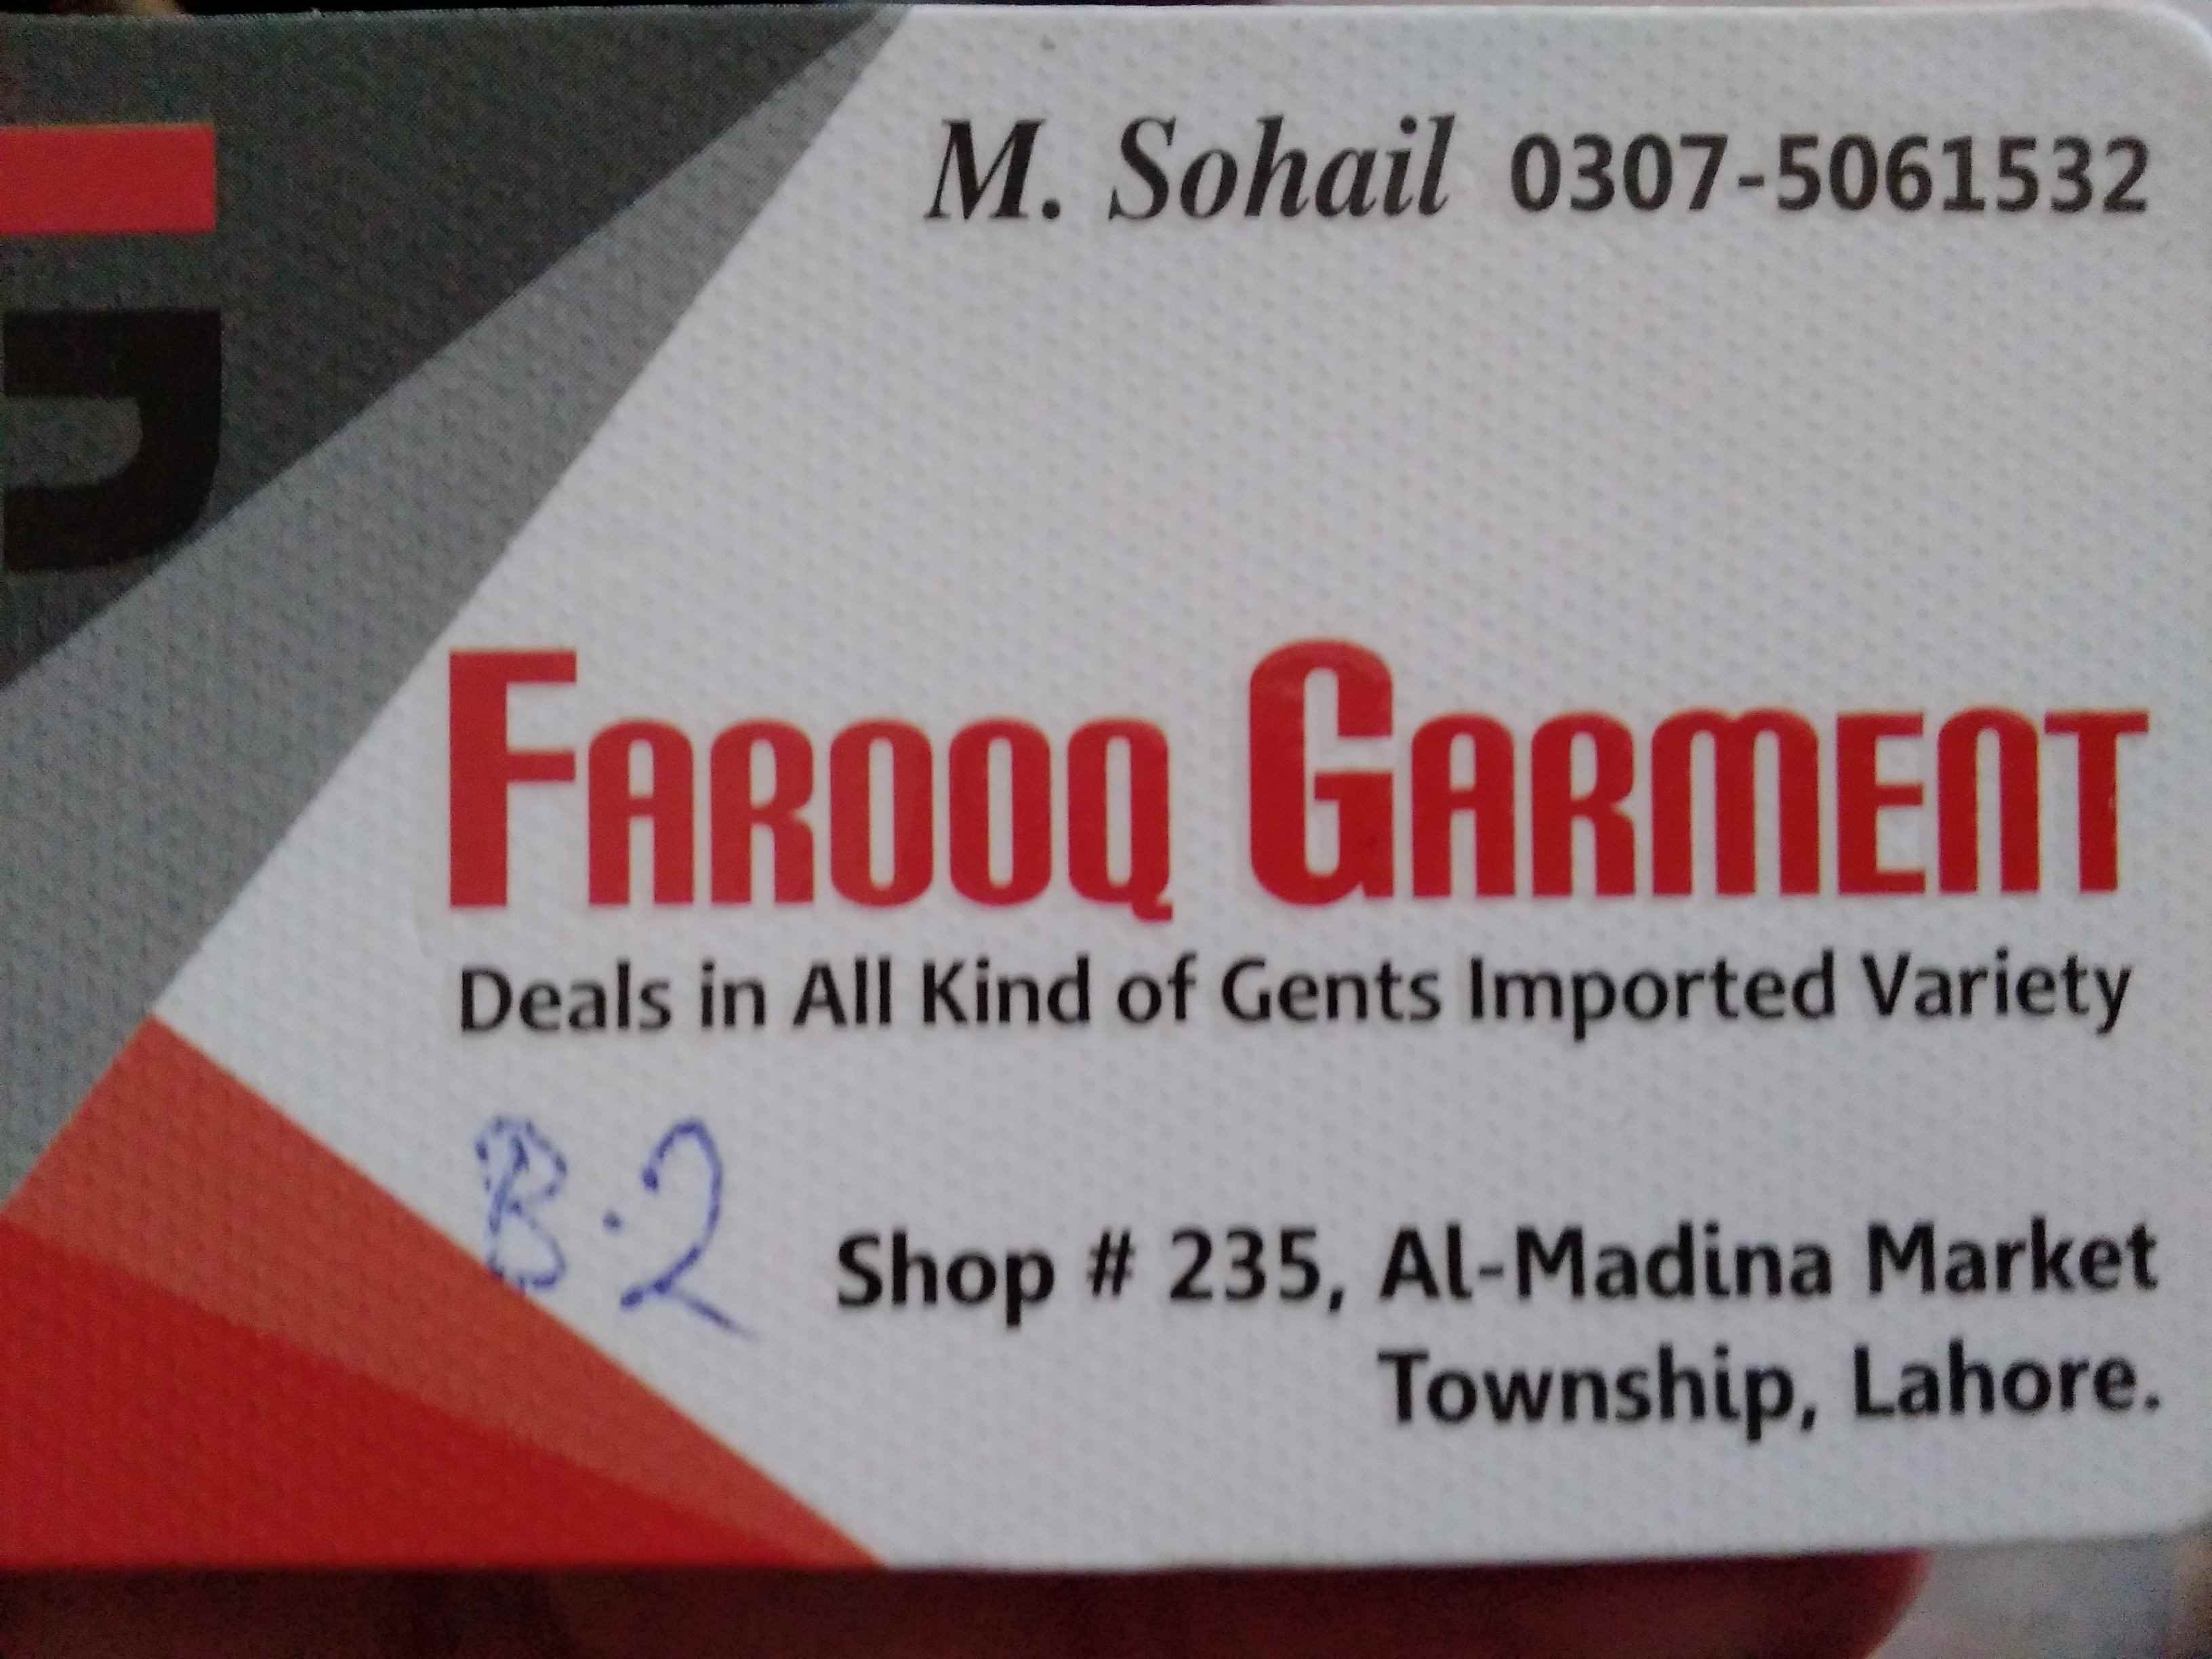 M. Sohail 0307-5061532
FAROOQ GARMENT
Deals in All Kind of Gents Imported Variety
B.2
Shop # 235, Al-Madina Market
Township, Lahore.